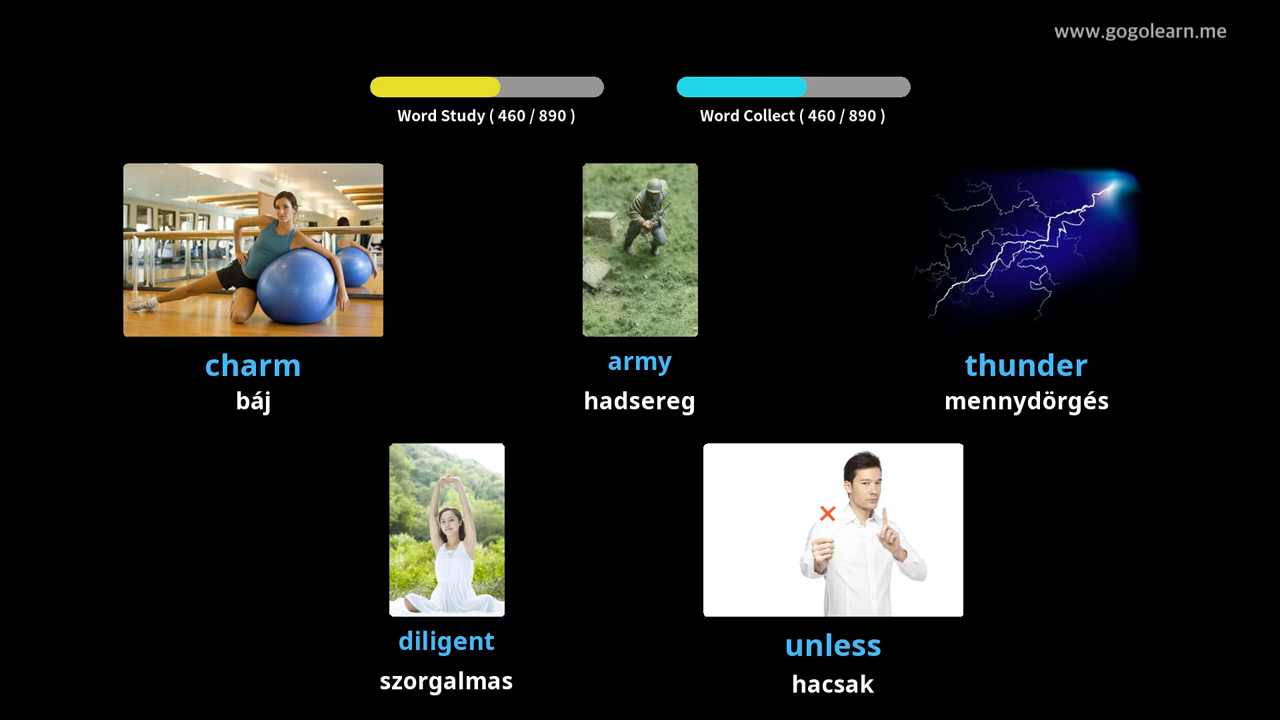 www.gogolearn.me
Word Study ( 460 / 890 )
Word Collect ( 460 / 890 )
charm
báj
army
hadsereg
thunder
mennydörgés
diligent
szorgalmas
unless
hacsak